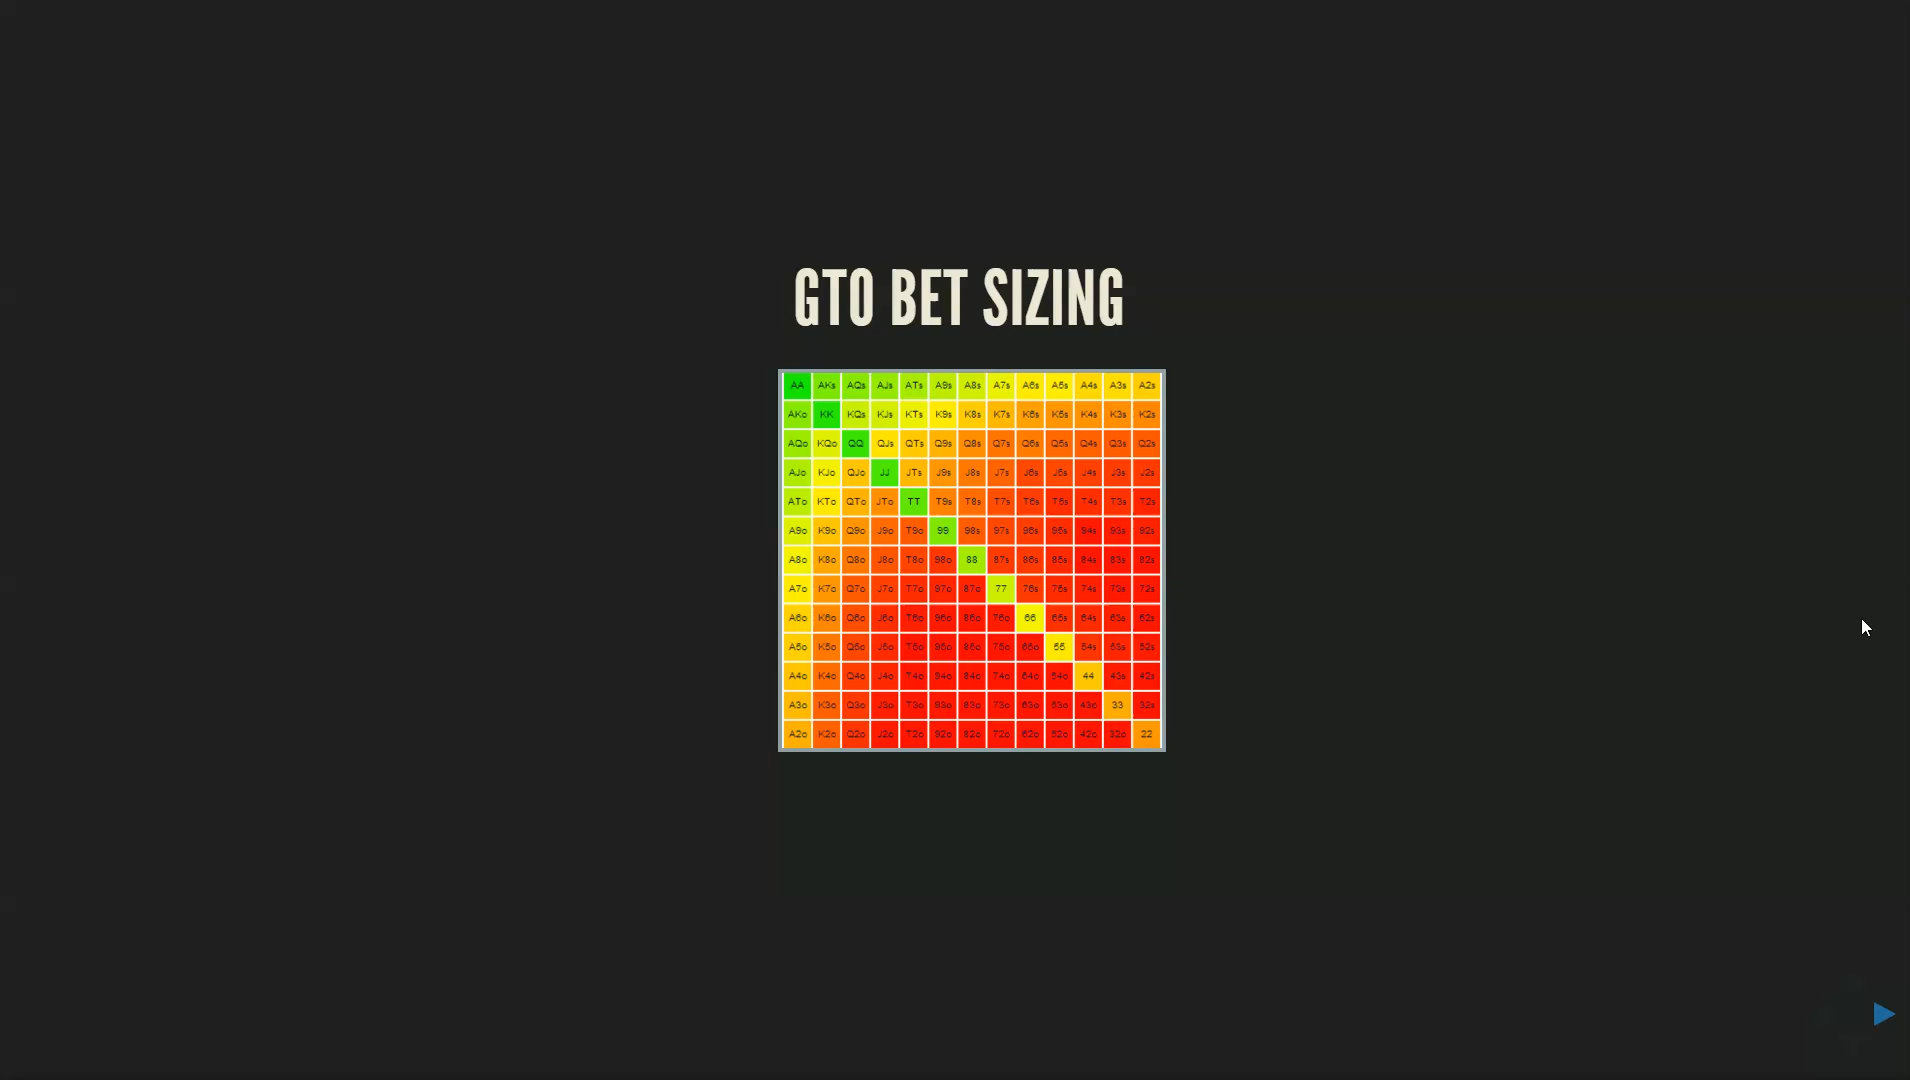 GTO BET SIZING
AA AKs AQs AJs ATs A9s A8s A7s A6s A5s A4s A3s A2s
AKo KK KQs KJs KTs K9s K8s K7s K6s K5s K4s K3s K2s
AQo KQo QQ QJs QTs Q9s Q8s Q7s Q6s Q5s Q4s Q3s Q2s
AJo KJo QJo JJ JTs J9s J8s J7s J6s J5s J4s J3s J2s
ATo KTo QTo JTo TT T9s T8s T7s T6s T5s T4s T3s T2s
A9o K9o Q9o J9o T9o 99 98s 97s 96s 95s 94s 93s 92s
A8o K8o Q8o J8o T8o 98o 88 87s 86s 85s 84s 83s 82s
A7o K7o Q7o J7o T7o 97o 87o 77 76s 75s 74s 73s 72s
A6o K6o Q6o J6o T6o 96o 86o 76o 66 65s 64s 63s 62s
A5o K5o Q5o J5o T5o 95o 85o 75o 65o 55 54s 53s 52s
A4o K4o Q4o J4o T4o 94o 84o 74o 64o 54o 44 43s 42s
A3o K3o Q3o J3o T3o 93o 83o 73o 63o 53o 43o 33 32s
A2o K2o Q2o J2o T2o 92o 82o 72o 62o 52o 42o 32o 22